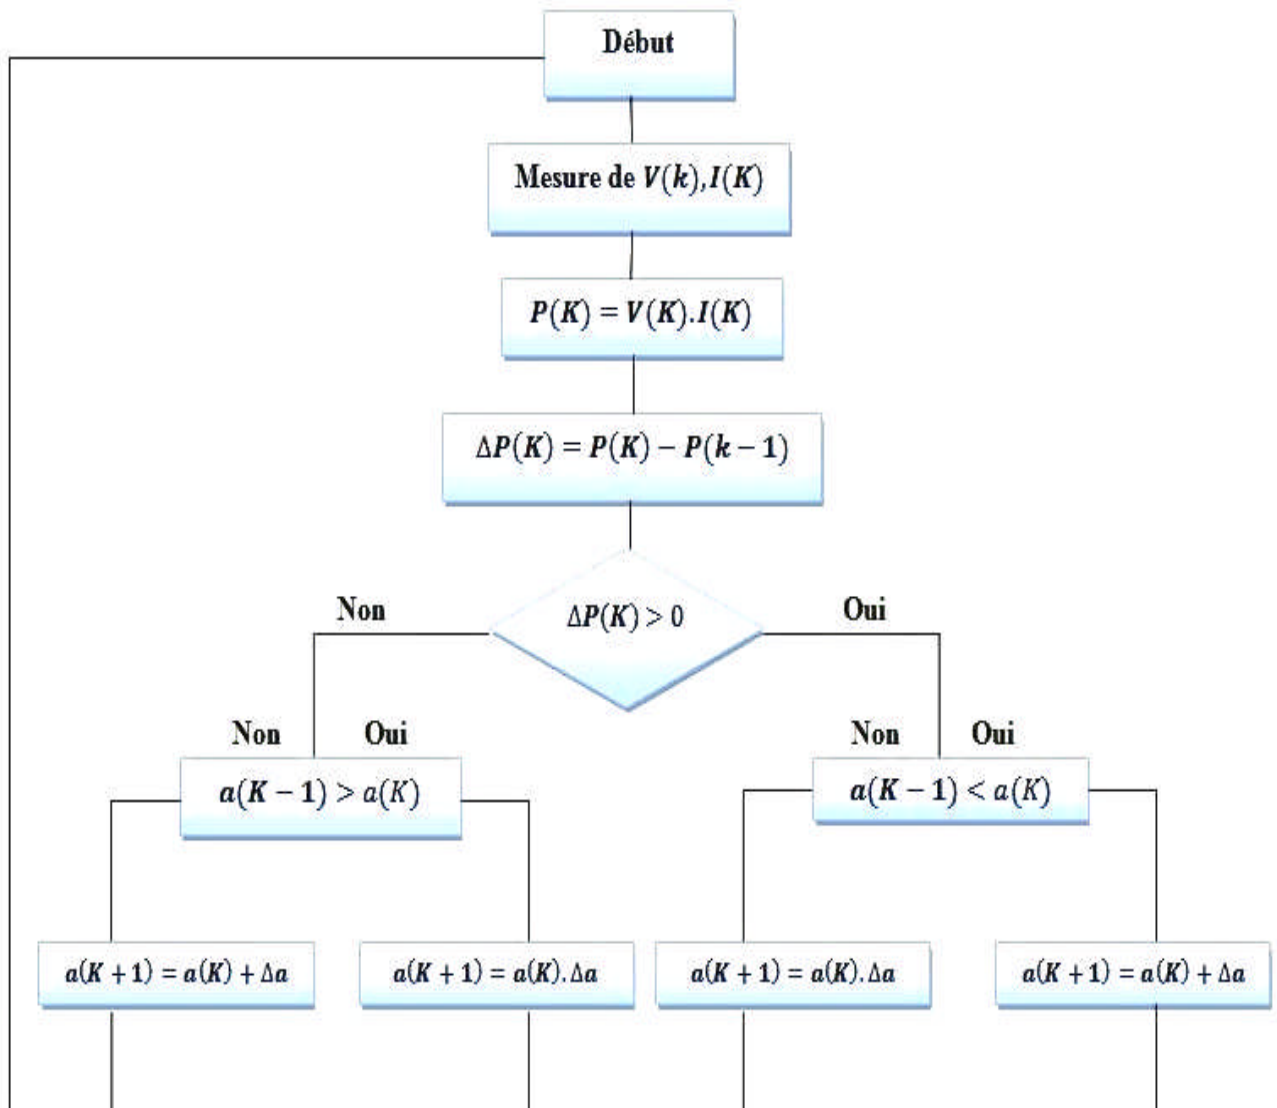 Début
Mesure de V(k),I(K)
P(K) = V(K).I(K)
ΔP(K) = P(K) − P(k − 1)
ΔP(K) > 0
Non
Oui
Non
Oui
Non
Oui
a(K − 1) > a(K)
a(K − 1) < a(K)
a(K + 1) = a(K) + Δa
a(K + 1) = a(K). Δa
a(K + 1) = a(K). Δa
a(K + 1) = a(K) + Δa